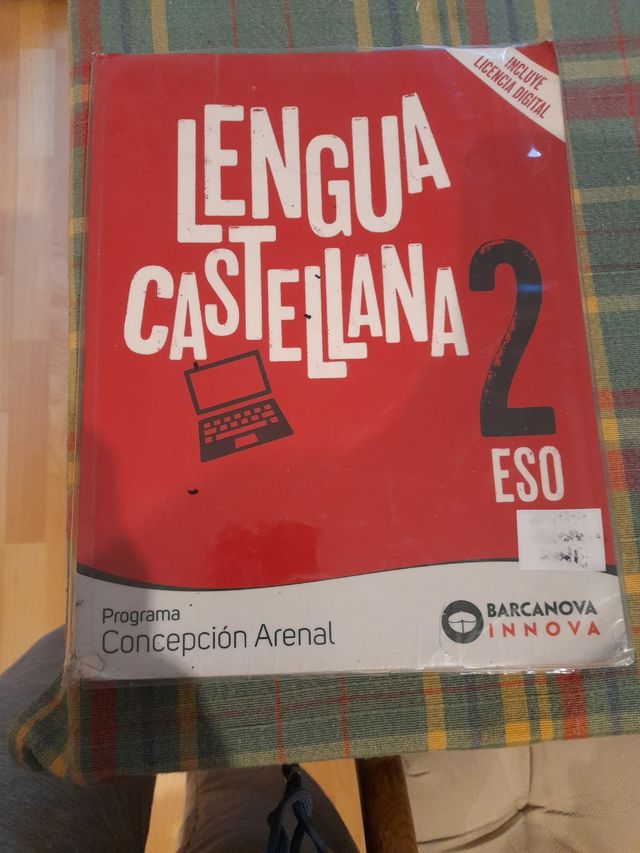 INCLUYE
LICENCIA DIGITAL
LENGUA
CASTELLANA
2
ESO
Programa
Concepción Arenal
BARCANOVA
INNOVA